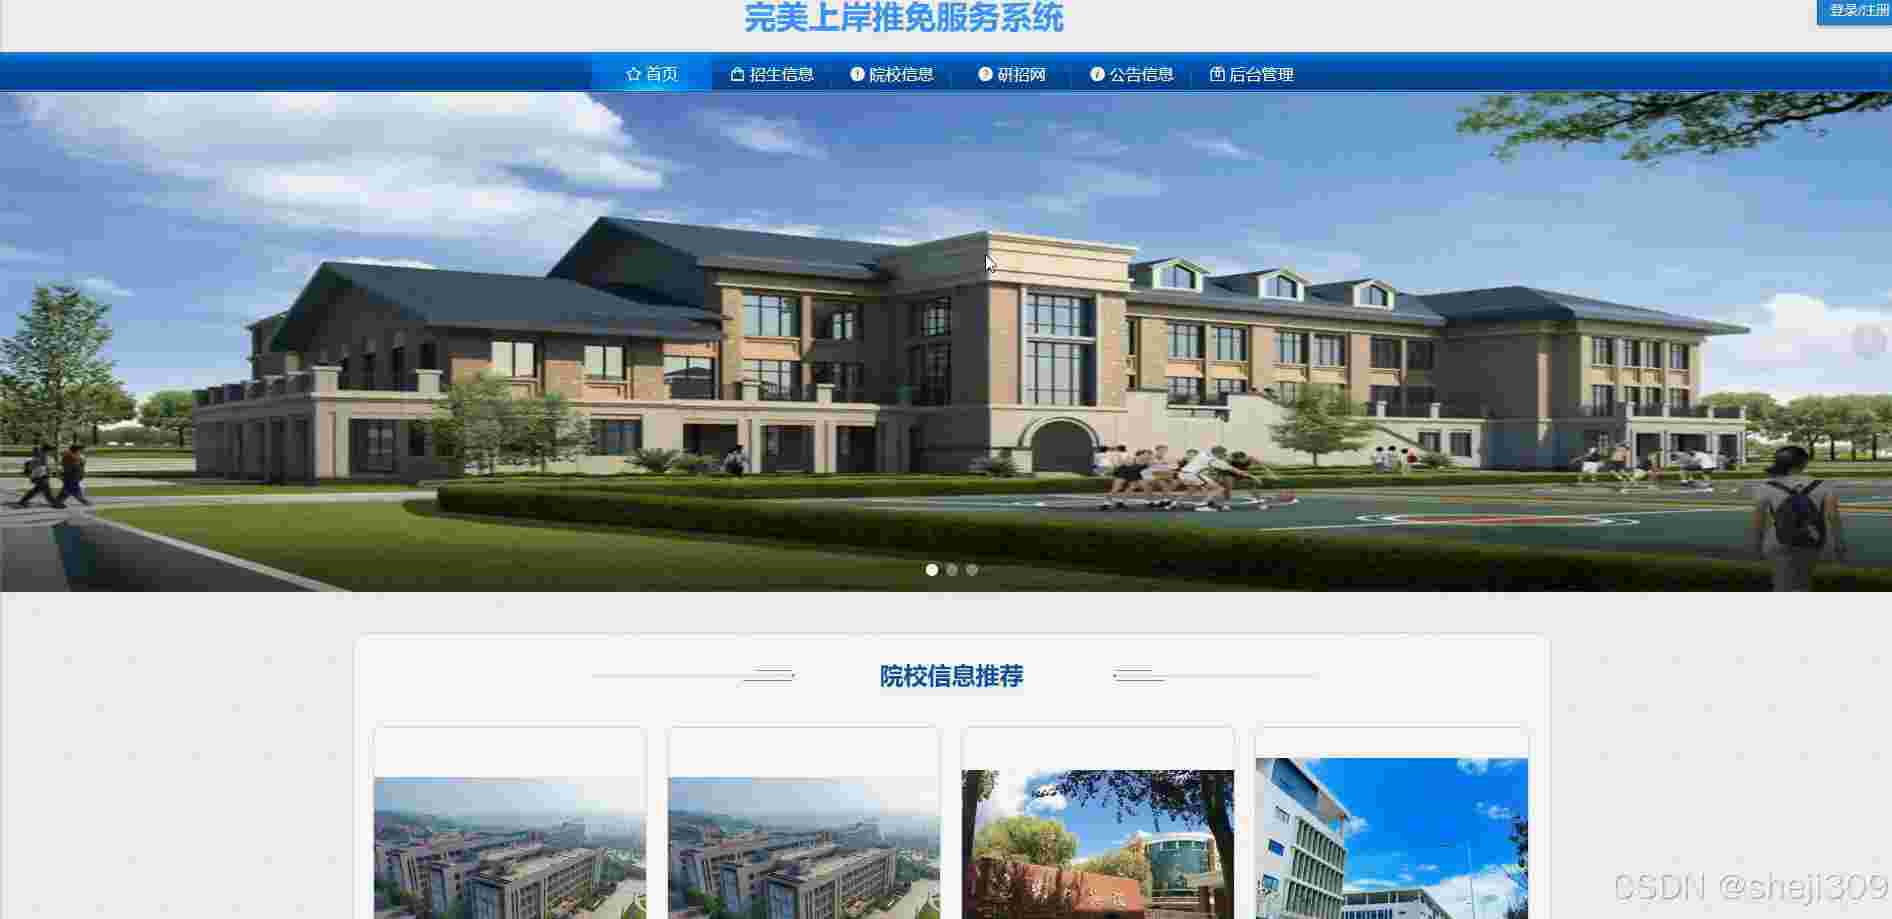 完美上岸推免服务系统
登录/注册
首页
招生信息
院校信息
研招网
公告信息
后台管理
院校信息推荐
CSDN @sheji309